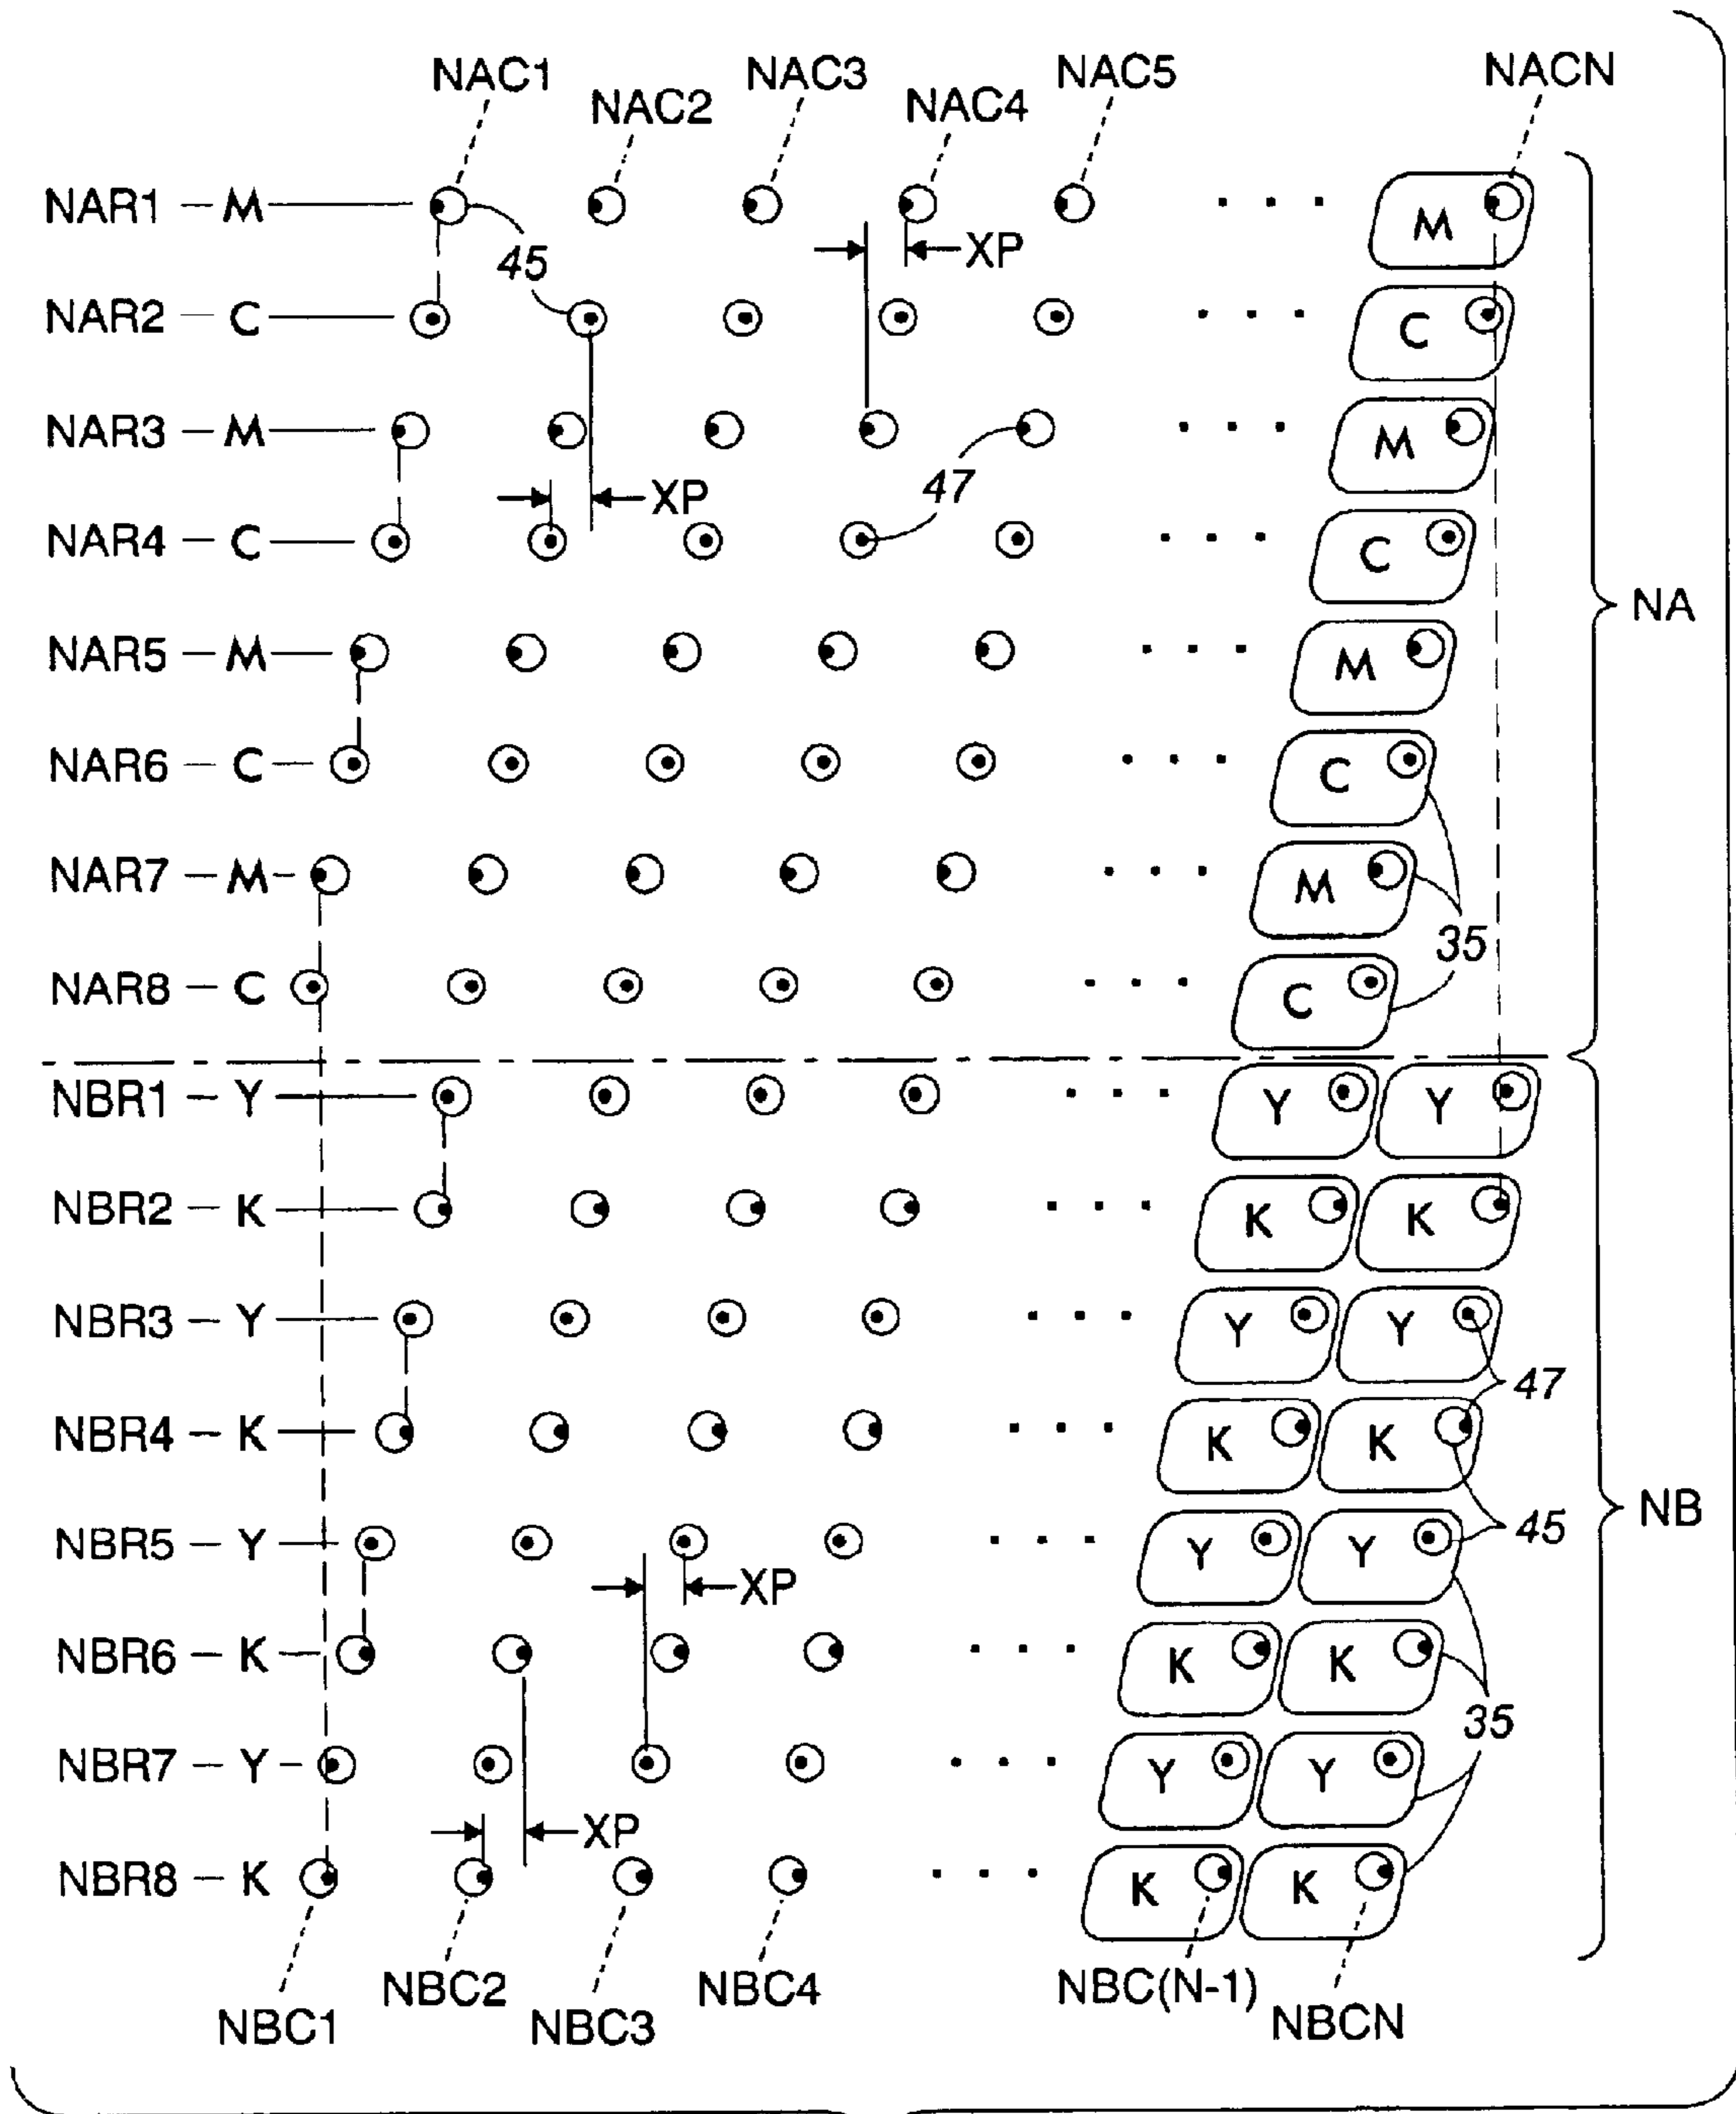 NAC1 NAC2 NAC3 NAC4 NAC5 NACN
NAR1 — M M
XP
45
NAR2 — C C
NAR3 — M M
XP
47
NAR4 — C C
NA
NAR5 — M M
NAR6 — C C
NAR7 — M M
35
NAR8 — C C
NBR1 — Y Y Y
NBR2 — K K K
NBR3 — Y Y Y
47
NBR4 — K K K
NB
45
NBR5 — Y Y Y
XP
NBR6 — K K K
35
NBR7 — Y Y Y
XP
NBR8 — K K K
NBC1 NBC2 NBC3 NBC4 NBC(N-1) NBCN